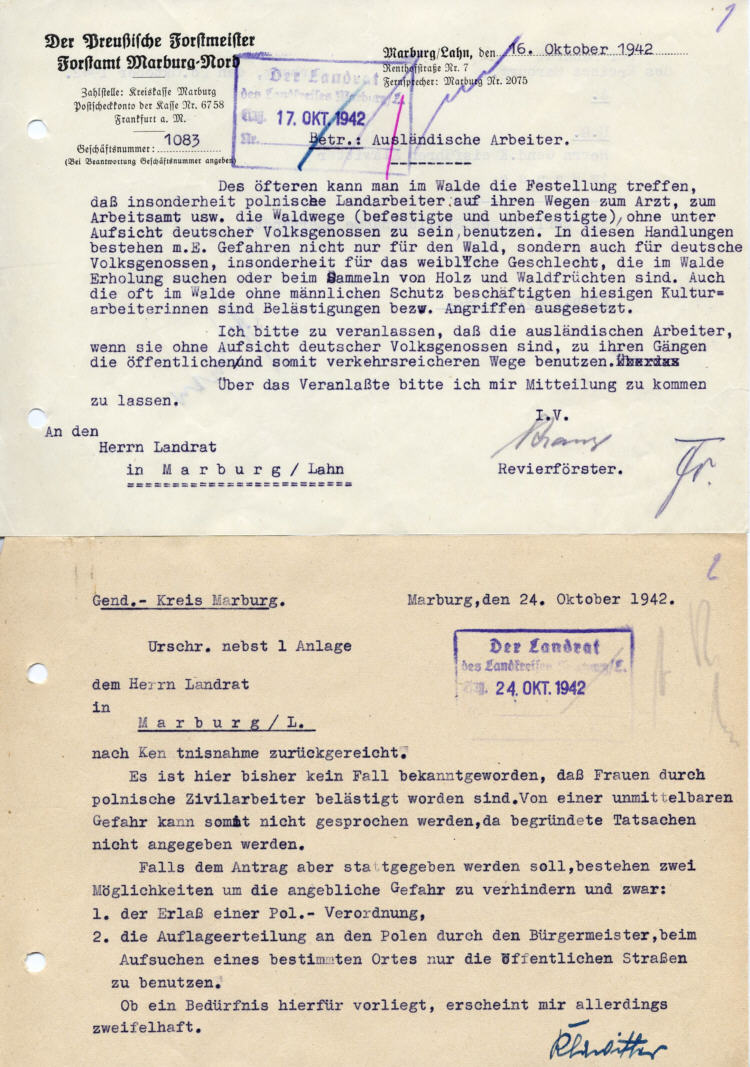 1
Der Preußische Forstmeister
Forstamt Marburg-Nord
Zahlstelle: Kreiskasse Marburg
Postscheckkonto der Kasse Nr. 6758
Frankfurt a. M.
Geschäftsnummer: 1083
(Bei Beantwortung Geschäftsnummer angeben)
Marburg/Lahn, den 16. Oktober 1942
Renthofstraße Nr. 7
Fernsprecher: Marburg Nr. 2075
Der Landrat
des Landkreises Marburg/L.
17. OKT. 1942
Nr.
Betr.: Ausländische Arbeiter.
Des öfteren kann man im Walde die Festellung treffen,
daß insonderheit polnische Landarbeiter auf ihren Wegen zum Arzt, zum
Arbeitsamt usw. die Waldwege (befestigte und unbefestigte), ohne unter
Aufsicht deutscher Volksgenossen zu sein, benutzen. In diesen Handlungen
bestehen m.E. Gefahren nicht nur für den Wald, sondern auch für deutsche
Volksgenossen, insonderheit für das weibliche Geschlecht, die im Walde
Erholung suchen oder beim Sammeln von Holz und Waldfrüchten sind. Auch
die oft im Walde ohne männlichen Schutz beschäftigten hiesigen Kultur=
arbeiterinnen sind Belästigungen bezw. Angriffen ausgesetzt.
Ich bitte zu veranlassen, daß die ausländischen Arbeiter,
wenn sie ohne Aufsicht deutscher Volksgenossen sind, zu ihren Gängen
die öffentlichen/und somit verkehrsreicheren Wege benutzen.
Über das Veranlaßte bitte ich mir Mitteilung zu kommen
zu lassen.
I.V.
An den
Herrn Landrat
in Marburg/Lahn
Revierförster.
2
Gend.- Kreis Marburg.
Marburg,den 24. Oktober 1942.
Urschr. nebst 1 Anlage
Der Landrat
des Landkreises Marburg/L.
24. OKT. 1942
dem Herrn Landrat
in
Marburg/L.
nach Ken tnisnahme zurückgereicht.
Es ist hier bisher kein Fall bekanntgeworden, daß Frauen durch
polnische Zivilarbeiter belästigt worden sind.Von einer unmittelbaren
Gefahr kann somit nicht gesprochen werden,da begründete Tatsachen
nicht angegeben werden.
Falls dem Antrag aber stattgegeben werden soll,bestehen zwei
Möglichkeiten um die angebliche Gefahr zu verhindern und zwar:
1. der Erlaß einer Pol.- Verordnung,
2. die Auflageerteilung an den Polen durch den Bürgermeister,beim
Aufsuchen eines bestimmten Ortes nur die öffentlichen Straßen
zu benutzen.
Ob ein Bedürfnis hierfür vorliegt, erscheint mir allerdings
zweifelhaft.